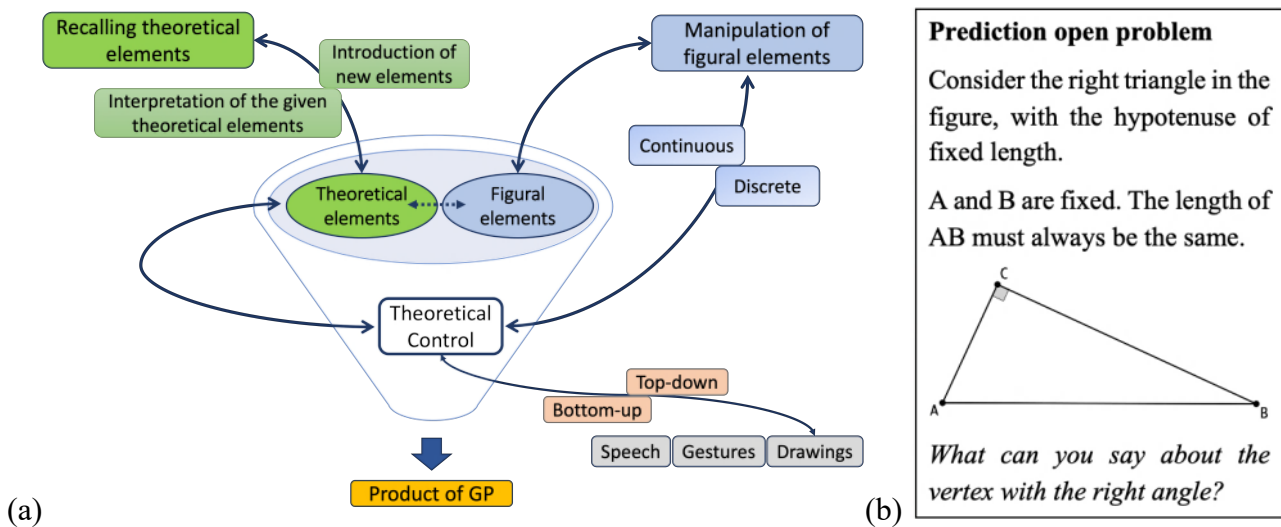 Recalling theoretical
elements
Introduction of
new elements
Interpretation of the given
theoretical elements
Manipulation of
figural elements
Continuous
Discrete
Theoretical
elements
Figural
elements
Theoretical
Control
Top-down
Bottom-up
Speech
Gestures
Drawings
Product of GP
(a)
Prediction open problem
Consider the right triangle in the
figure, with the hypotenuse of
fixed length.
A and B are fixed. The length of
AB must always be the same.
C
A
B
What can you say about the
vertex with the right angle?
(b)